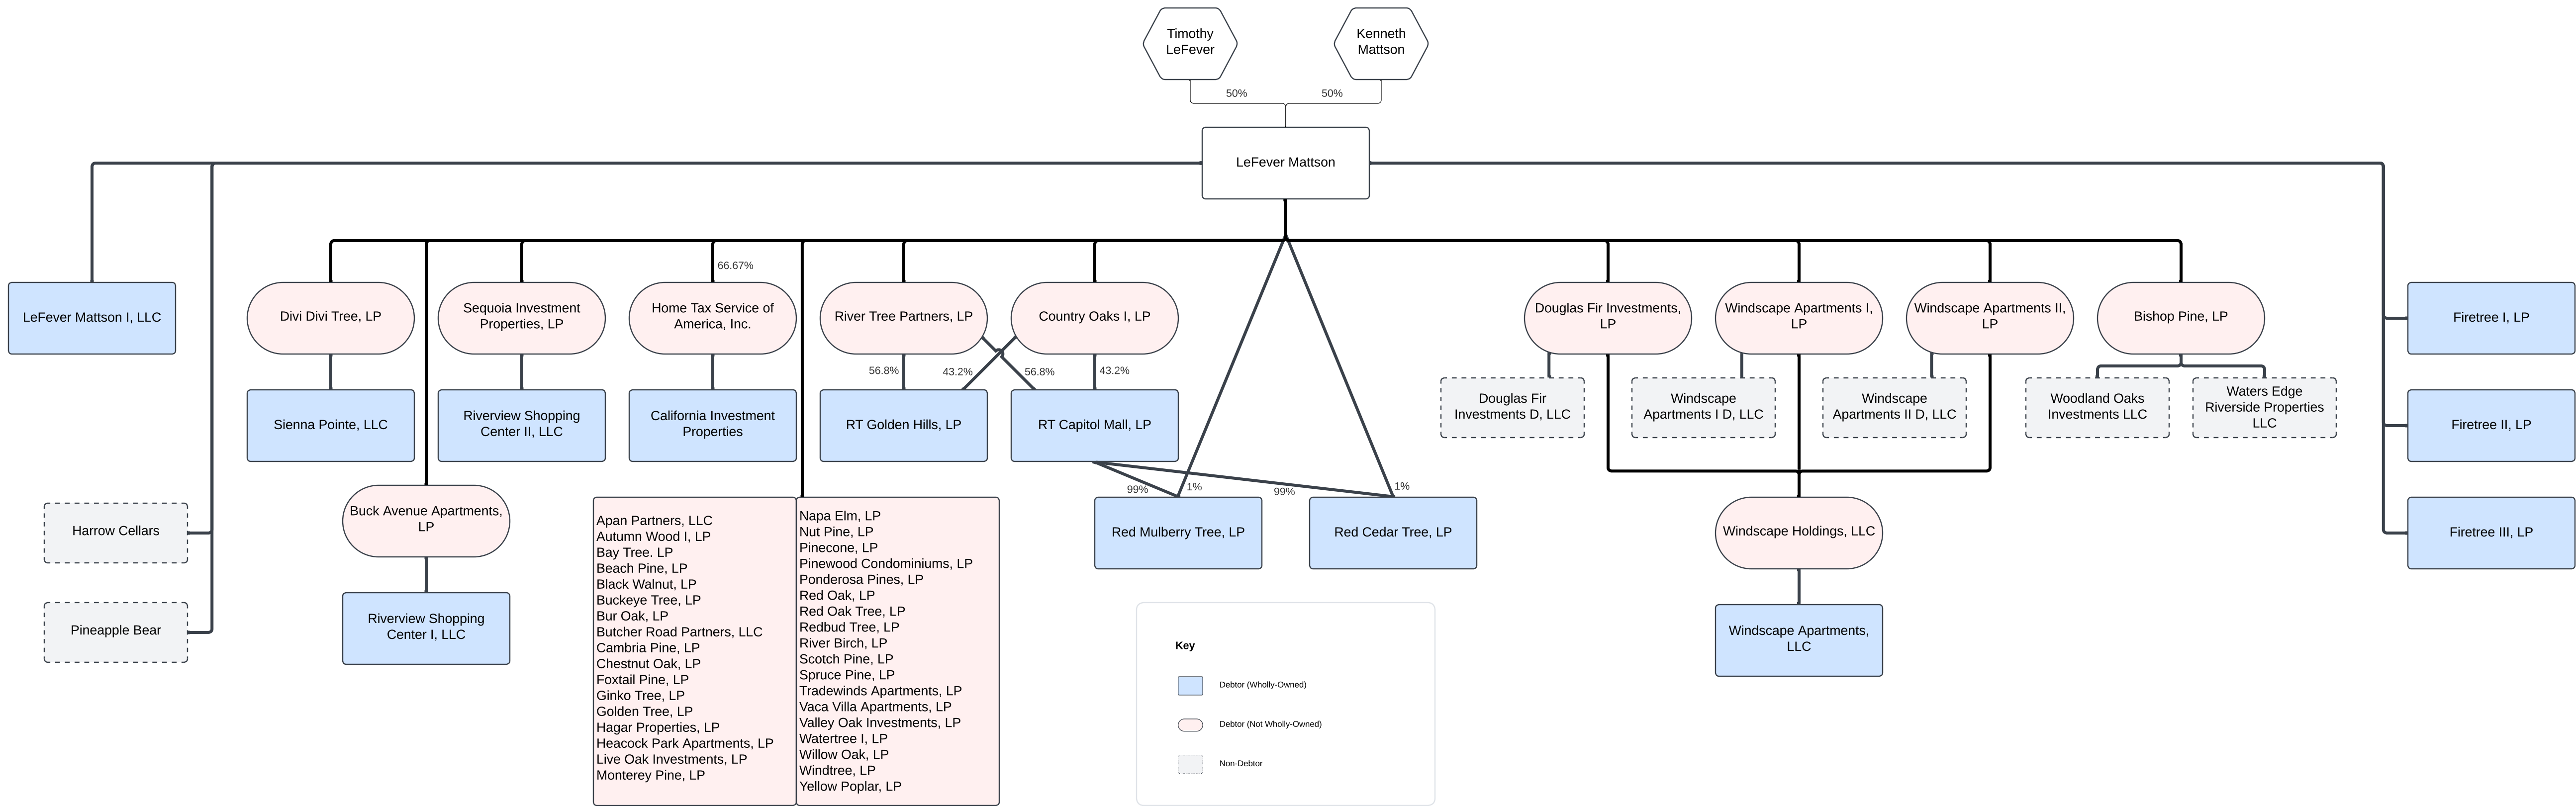 Timothy
LeFever
Kenneth
Mattson
50%
50%
LeFever Mattson
66.67%
LeFever Mattson I, LLC
Divi Divi Tree, LP
Sequoia Investment
Properties, LP
Home Tax Service of
America, Inc.
River Tree Partners, LP
Country Oaks I, LP
Douglas Fir Investments,
LP
Windscape Apartments I,
LP
Windscape Apartments II,
LP
Bishop Pine, LP
Firetree I, LP
56.8%
43.2%
56.8%
43.2%
Sienna Pointe, LLC
Riverview Shopping
Center II, LLC
California Investment
Properties
RT Golden Hills, LP
RT Capitol Mall, LP
Douglas Fir
Investments D, LLC
Windscape
Apartments I D, LLC
Windscape
Apartments II D, LLC
Woodland Oaks
Investments LLC
Waters Edge
Riverside Properties
LLC
Firetree II, LP
99%
1%
99%
1%
Harrow Cellars
Buck Avenue Apartments,
LP
Red Mulberry Tree, LP
Red Cedar Tree, LP
Windscape Holdings, LLC
Firetree III, LP
Pineapple Bear
Riverview Shopping
Center I, LLC
Windscape Apartments,
LLC
Apan Partners, LLC
Autumn Wood I, LP
Bay Tree. LP
Beach Pine, LP
Black Walnut, LP
Buckeye Tree, LP
Bur Oak, LP
Butcher Road Partners, LLC
Cambria Pine, LP
Chestnut Oak, LP
Foxtail Pine, LP
Ginko Tree, LP
Golden Tree, LP
Hagar Properties, LP
Heacock Park Apartments, LP
Live Oak Investments, LP
Monterey Pine, LP
Napa Elm, LP
Nut Pine, LP
Pinecone, LP
Pinewood Condominiums, LP
Ponderosa Pines, LP
Red Oak, LP
Red Oak Tree, LP
Redbud Tree, LP
River Birch, LP
Scotch Pine, LP
Spruce Pine, LP
Tradewinds Apartments, LP
Vaca Villa Apartments, LP
Valley Oak Investments, LP
Watertree I, LP
Willow Oak, LP
Windtree, LP
Yellow Poplar, LP
Key
Debtor (Wholly-Owned)
Debtor (Not Wholly-Owned)
Non-Debtor